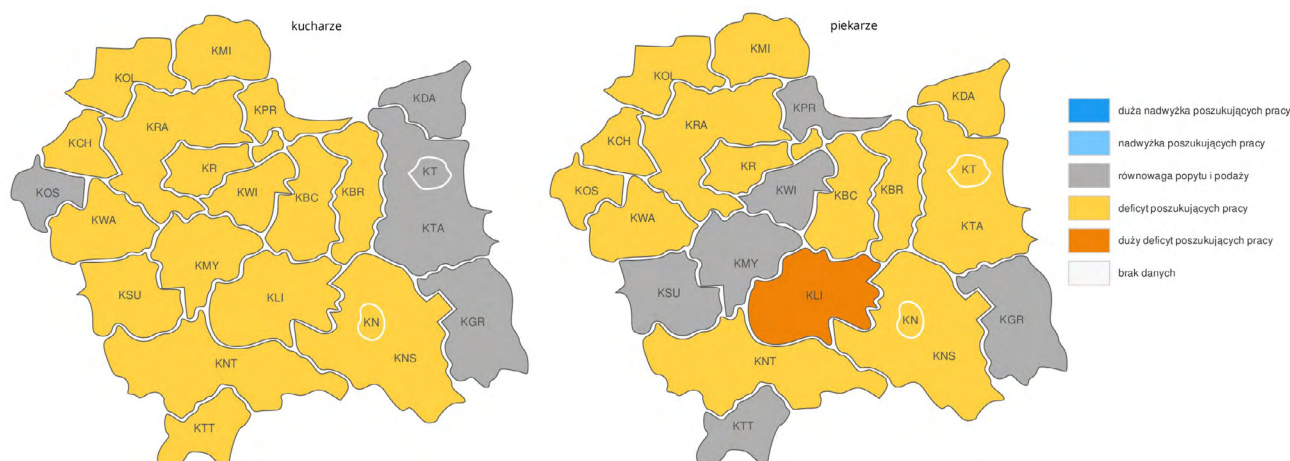 kucharze
KMI
KOL
KDA
KPR
KRA
KCH
KR
KT
KOS
KWI
KBC
KBR
KWA
KTA
KMY
KSU
KLI
KN
KGR
KNT
KNS
KTT
piekarze
KMI
KOL
KDA
KPR
KRA
KCH
KR
KT
KOS
KWI
KBC
KBR
KWA
KTA
KMY
KSU
KLI
KN
KGR
KNT
KNS
KTT
duża nadwyżka poszukujących pracy
nadwyżka poszukujących pracy
równowaga popytu i podaży
deficyt poszukujących pracy
duży deficyt poszukujących pracy
brak danych